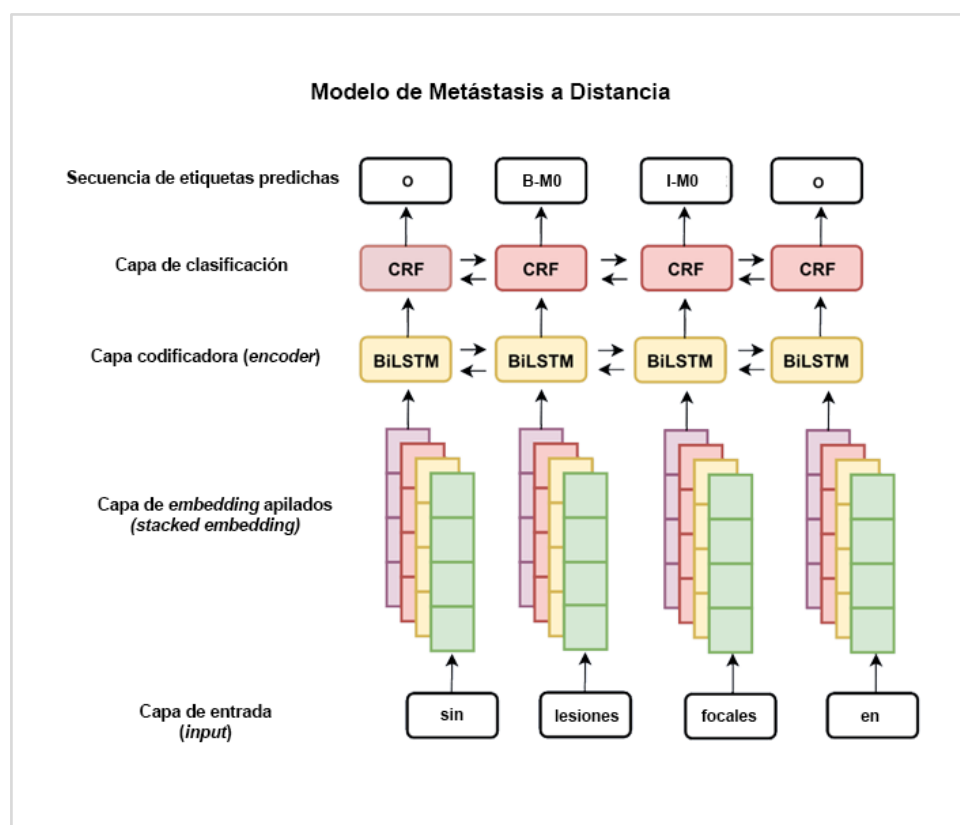 Modelo de Metástasis a Distancia
Secuencia de etiquetas predichas
O B-M0 I-M0 O
Capa de clasificación
CRF CRF CRF CRF
Capa codificadora (encoder)
BiLSTM BiLSTM BiLSTM BiLSTM
Capa de embedding apilados
(stacked embedding)
Capa de entrada
(input)
sin lesiones focales en